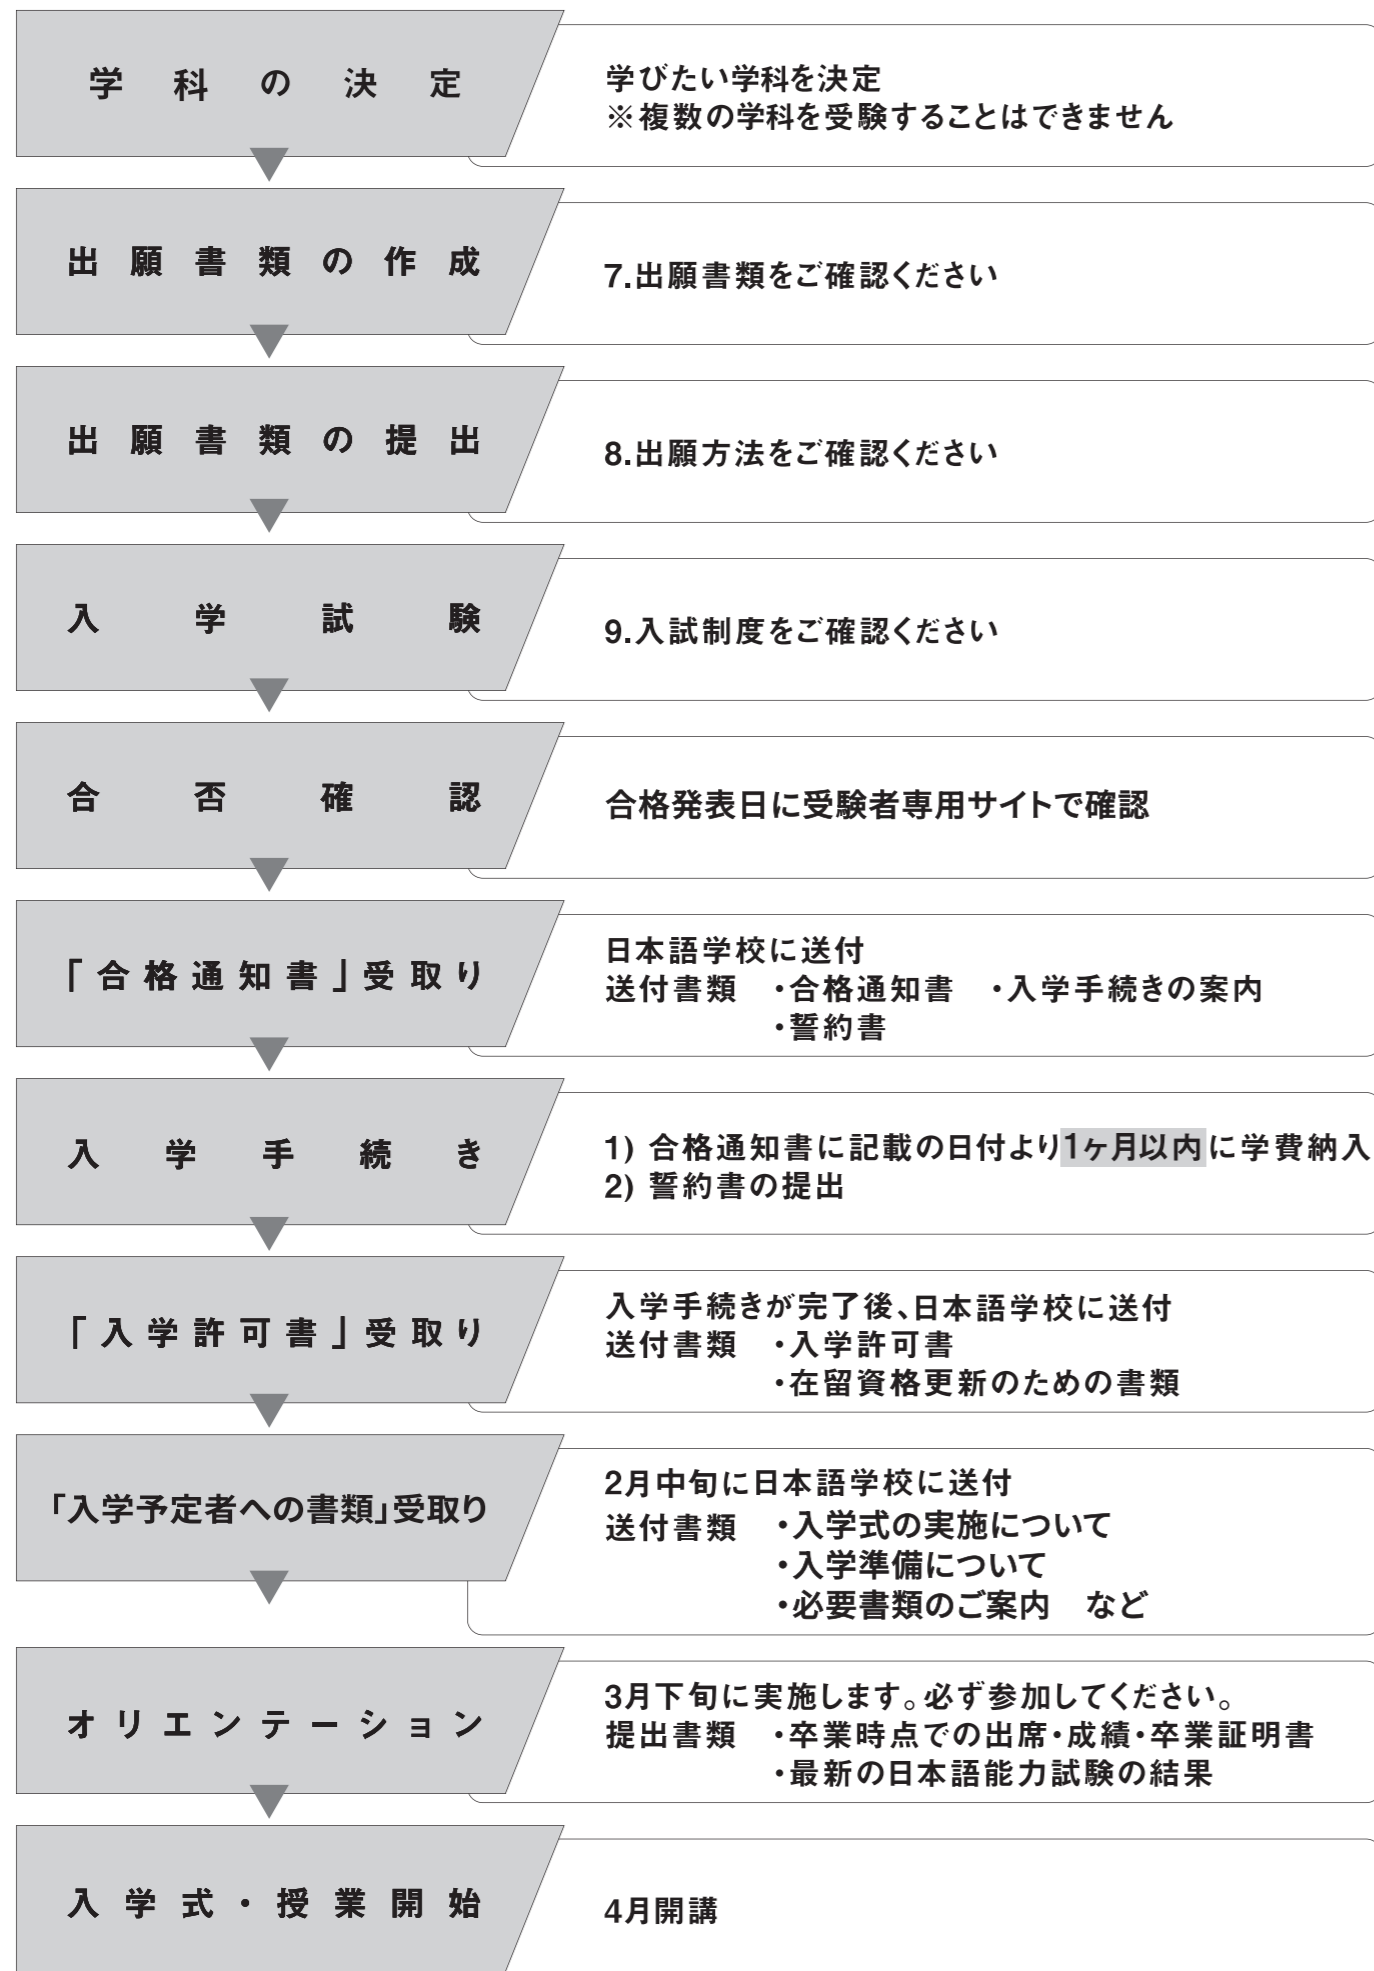 学科の決定
学びたい学科を決定
※複数の学科を受験することはできません
出願書類の作成
7.出願書類をご確認ください
出願書類の提出
8.出願方法をご確認ください
入学試験
9.入試制度をご確認ください
合否確認
合格発表日に受験者専用サイトで確認
「合格通知書」受取り
日本語学校に送付
送付書類 ・合格通知書 ・入学手続きの案内
・誓約書
入学手続き
1) 合格通知書に記載の日付より1ヶ月以内に学費納入
2) 誓約書の提出
「入学許可書」受取り
入学手続きが完了後、日本語学校に送付
送付書類 ・入学許可書
・在留資格更新のための書類
「入学予定者への書類」受取り
2月中旬に日本語学校に送付
送付書類 ・入学式の実施について
・入学準備について
・必要書類のご案内 など
オリエンテーション
3月下旬に実施します。必ず参加してください。
提出書類 ・卒業時点での出席・成績・卒業証明書
・最新の日本語能力試験の結果
入学式・授業開始
4月開講